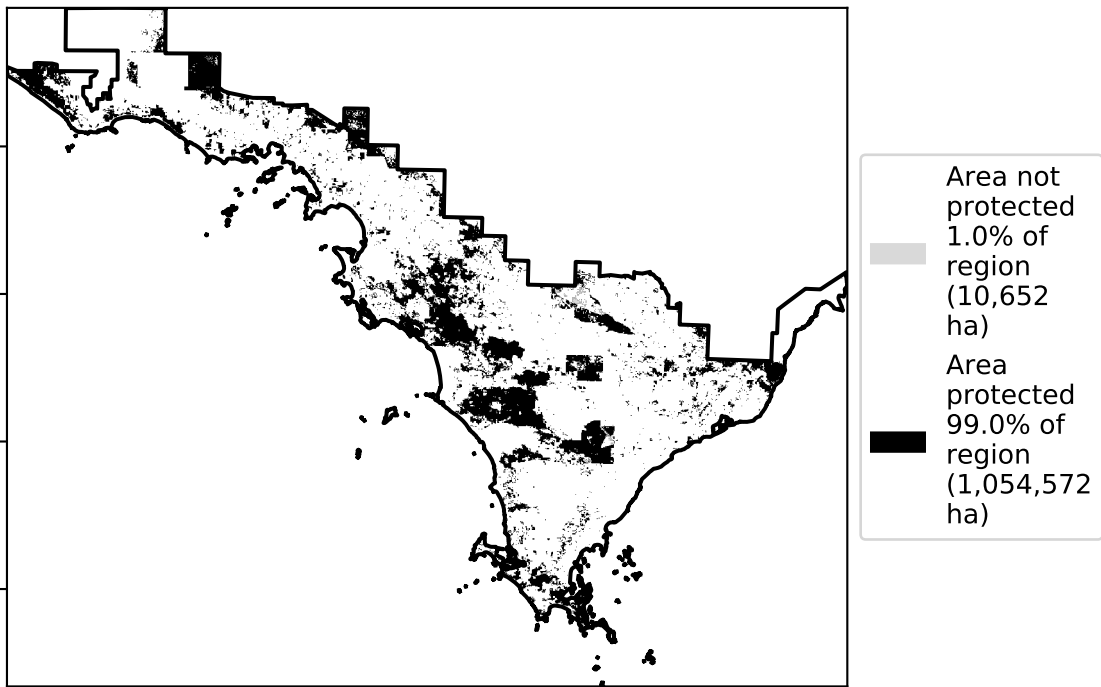 Area not
protected
1.0% of
region
(10,652
ha)
Area
protected
99.0% of
region
(1,054,572
ha)